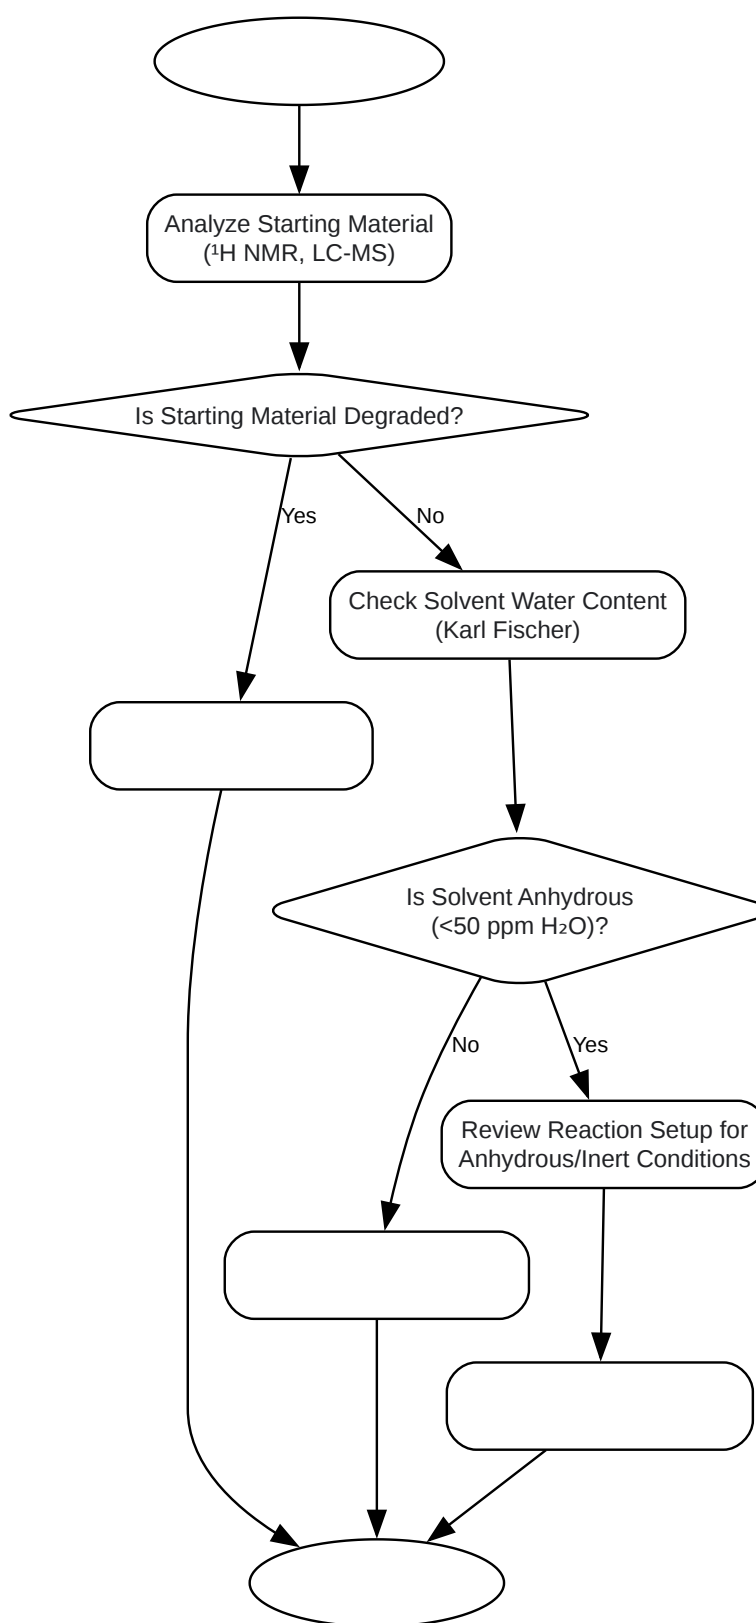 Analyze Starting Material
(¹H NMR, LC-MS)
Is Starting Material Degraded?
Yes
No
Check Solvent Water Content
(Karl Fischer)
Is Solvent Anhydrous
(<50 ppm H₂O)?
No
Yes
Review Reaction Setup for
Anhydrous/Inert Conditions